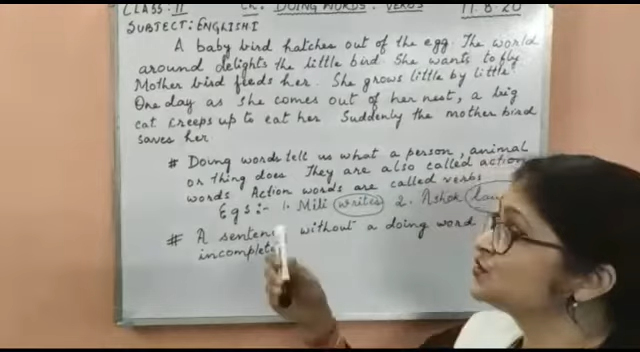 CLASS: II CH: DOING WORDS: VERBS 17.8.20
SUBJECT: ENGLISH-I
A baby bird hatches out of the egg. The world
around delights the little bird. She wants to fly.
Mother bird feeds her. She grows little by little
One day as she comes out of her nest, a big
cat creeps up to eat her Suddenly the mother bird
saves her.
# Doing words tell us what a person, animal
or thing does. They are also called action
words Action words are called verbs
Egs:- 1. Mili writes 2. Ashok
# A sentence without a doing word
incomplete